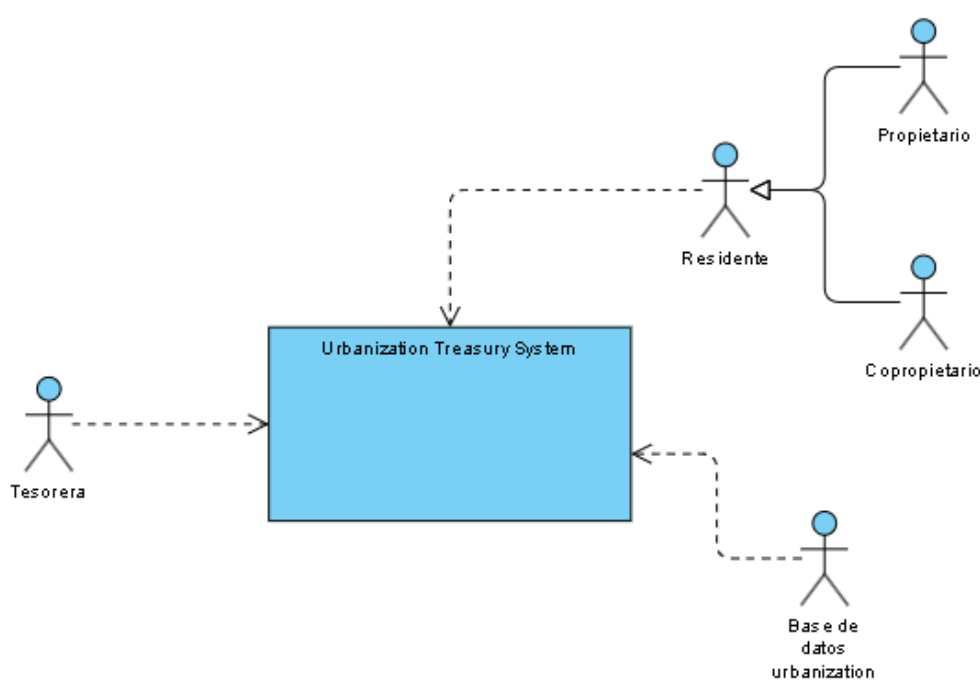 Propietario
Residente
Urbanization Treasury System
Copropietario
Tesorera
Base de
datos
urbanization